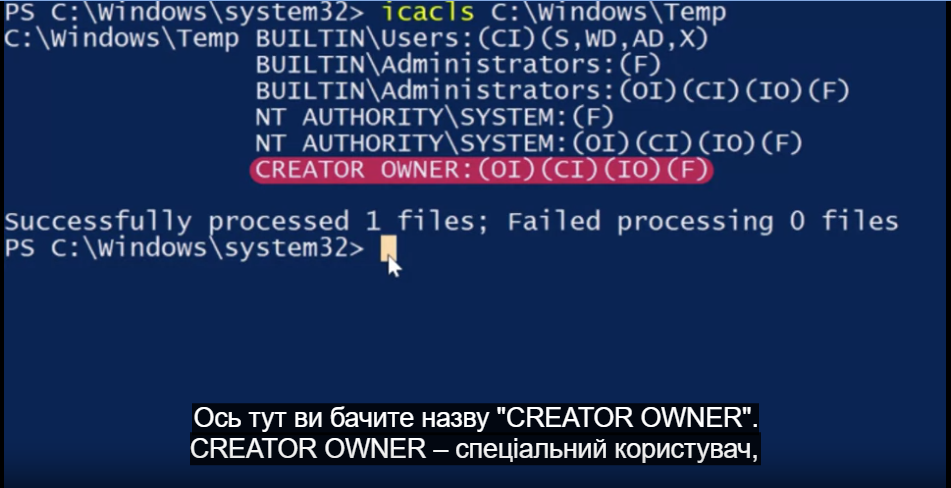 PS C:\Windows\system32> icacls C:\Windows\Temp
C:\Windows\Temp BUILTIN\Users:(CI)(S,WD,AD,X)
BUILTIN\Administrators:(F)
BUILTIN\Administrators:(OI)(CI)(IO)(F)
NT AUTHORITY\SYSTEM:(F)
NT AUTHORITY\SYSTEM:(OI)(CI)(IO)(F)
CREATOR OWNER:(OI)(CI)(IO)(F)
Successfully processed 1 files; Failed processing 0 files
PS C:\Windows\system32>
Ось тут ви бачите назву "CREATOR OWNER".
CREATOR OWNER – спеціальний користувач,